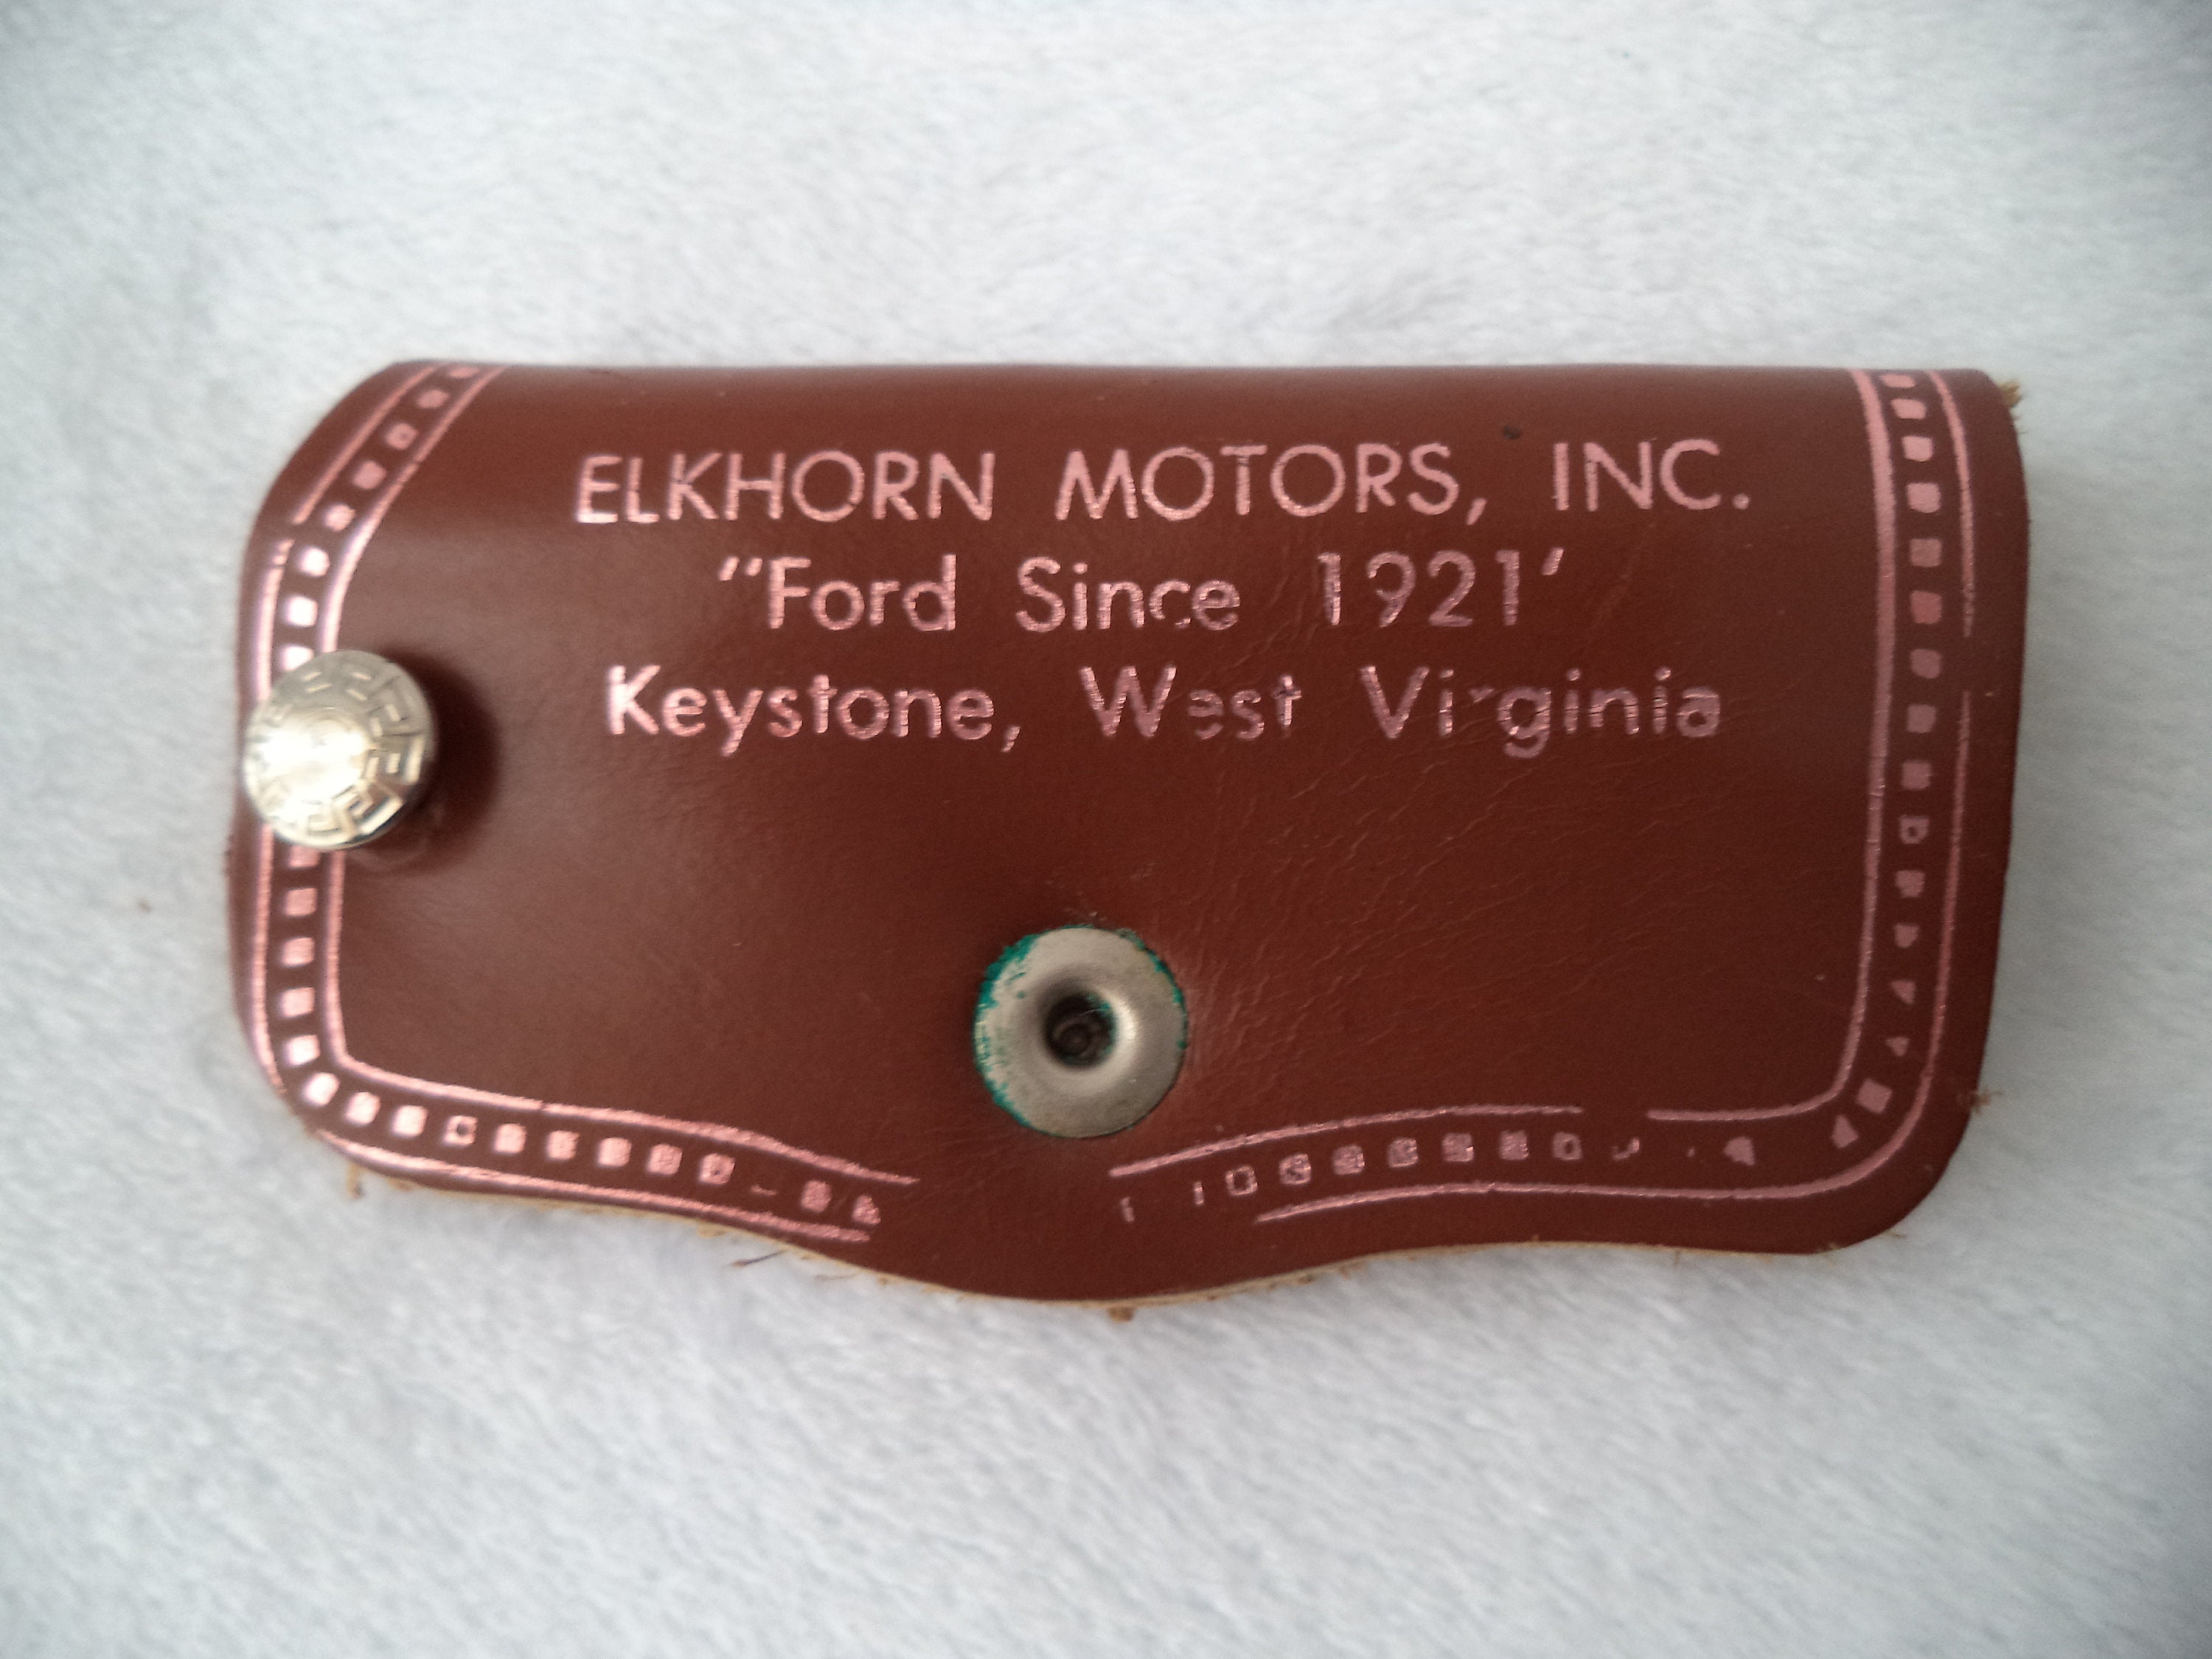 ELKHORN MOTORS, INC.
"Ford Since 1921'
Keystone, West Virginia